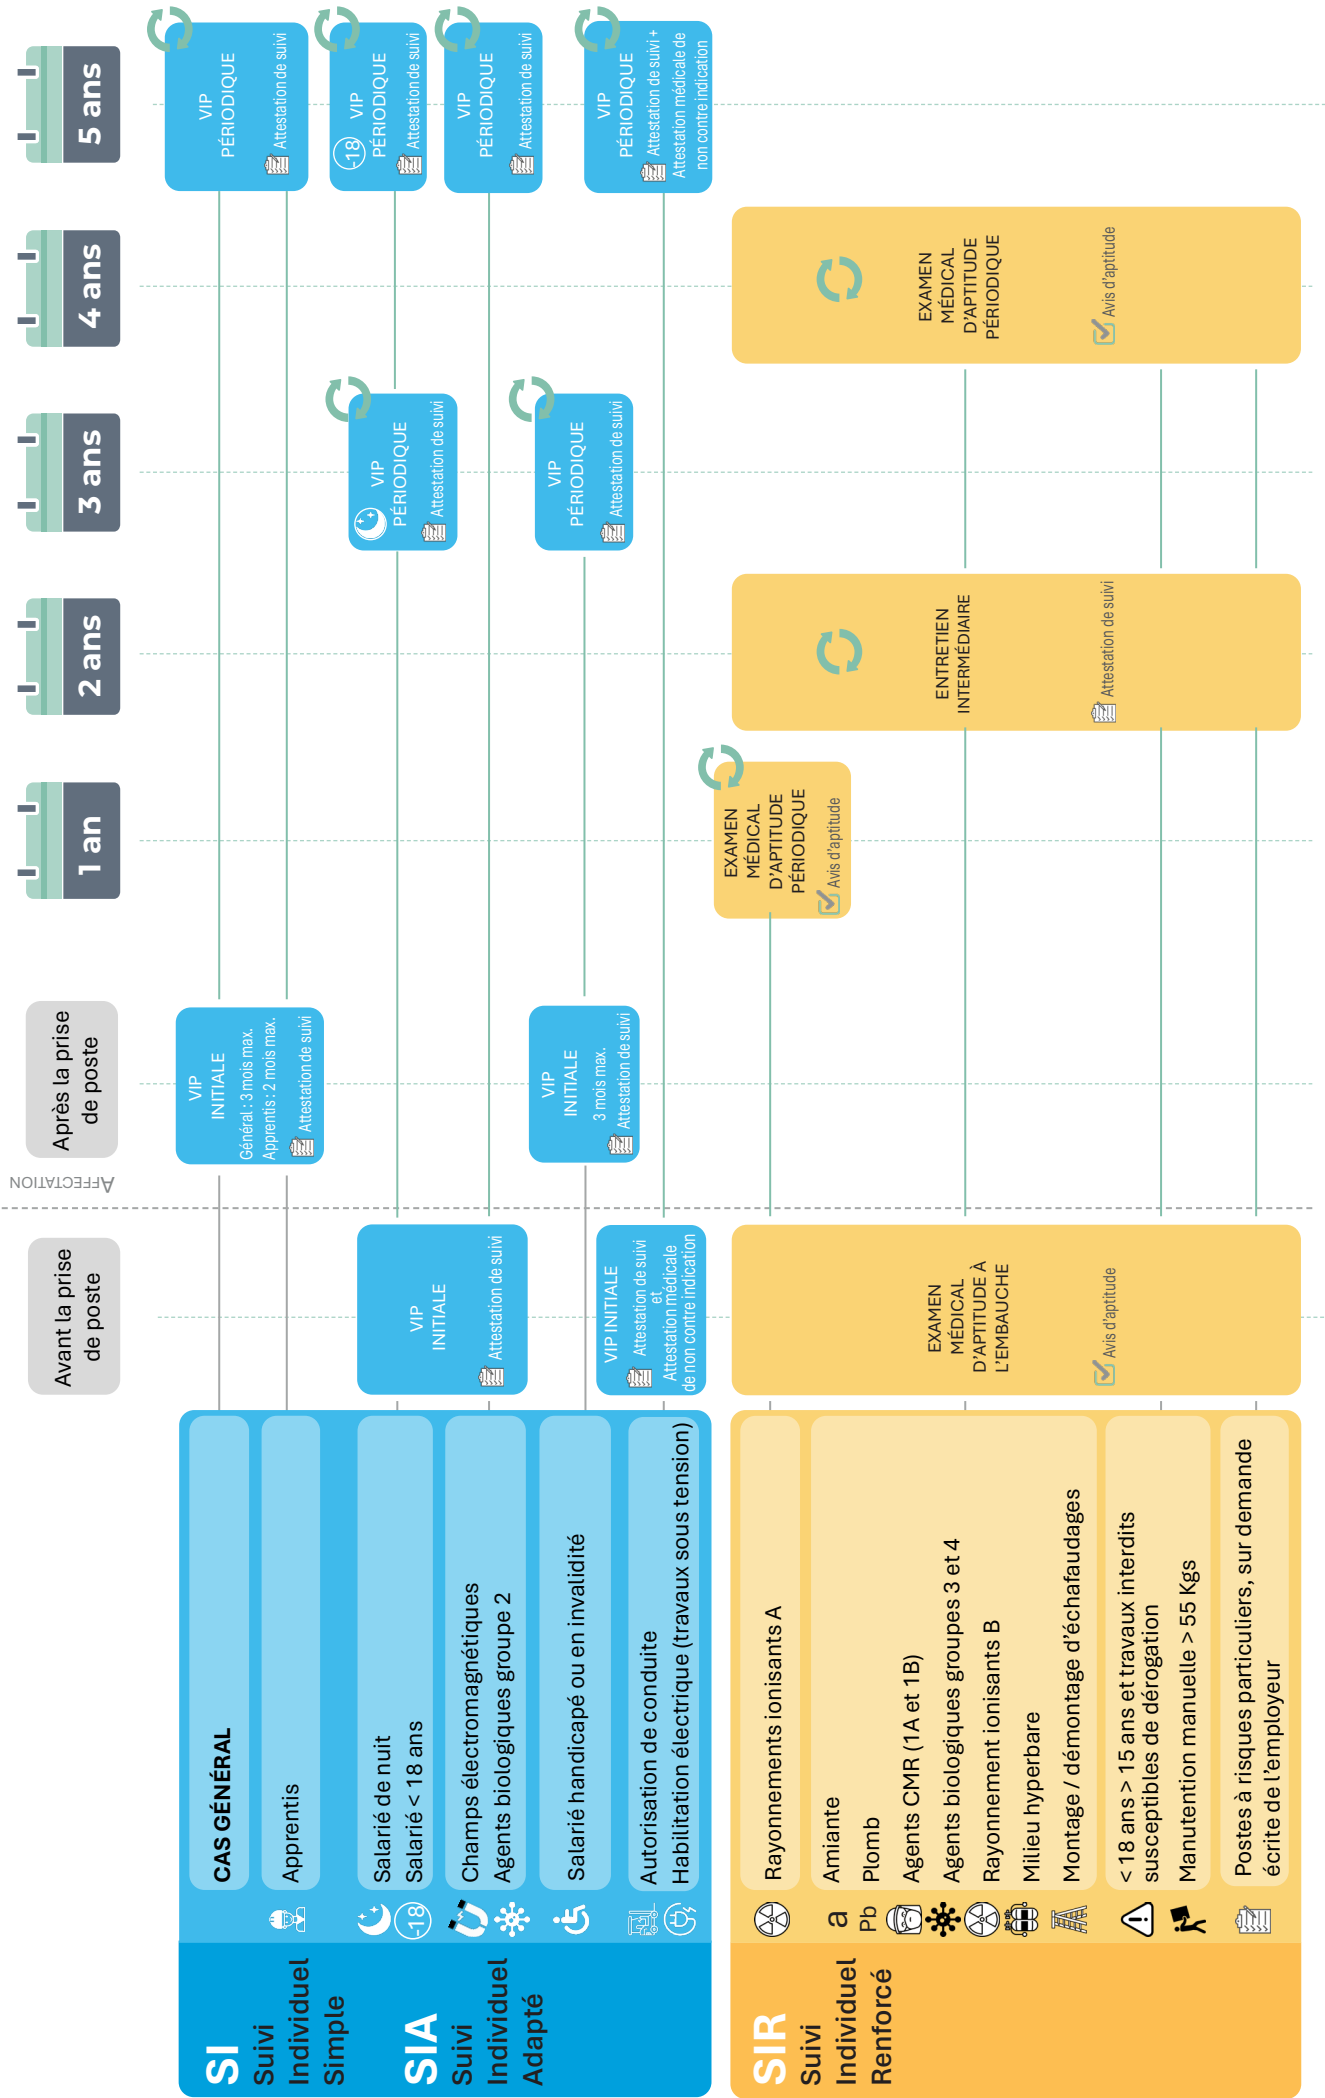 Avant la prise
de poste
AFFECTATION
Après la prise
de poste
1 an
2 ans
3 ans
4 ans
5 ans
SI
Suivi
Individuel
Simple
CAS GÉNÉRAL
Apprentis
VIP
INITIALE
Général : 3 mois max.
Apprentis : 2 mois max.
Attestation de suivi
VIP
PÉRIODIQUE
Attestation de suivi
SIA
Suivi
Individuel
Adapté
-18
Salarié de nuit
Salarié < 18 ans
Champs électromagnétiques
Agents biologiques groupe 2
VIP
INITIALE
Attestation de suivi
VIP
PÉRIODIQUE
Attestation de suivi
-18
VIP
PÉRIODIQUE
Attestation de suivi
VIP
PÉRIODIQUE
Attestation de suivi
Salarié handicapé ou en invalidité
VIP
INITIALE
3 mois max.
Attestation de suivi
VIP
PÉRIODIQUE
Attestation de suivi
Autorisation de conduite
Habilitation électrique (travaux sous tension)
VIP INITIALE
Attestation de suivi
et
Attestation médicale
de non contre indication
VIP
PÉRIODIQUE
Attestation de suivi +
Attestation médicale de
non contre indication
SIR
Suivi
Individuel
Renforcé
Rayonnements ionisants A
a
Amiante
Pb
Plomb
Agents CMR (1A et 1B)
Agents biologiques groupes 3 et 4
Rayonnement ionisants B
Milieu hyperbare
Montage / démontage d'échafaudages
< 18 ans > 15 ans et travaux interdits
susceptibles de dérogation
Manutention manuelle > 55 Kgs
Postes à risques particuliers, sur demande
écrite de l'employeur
EXAMEN
MÉDICAL
D'APTITUDE À
L'EMBAUCHE
Avis d'aptitude
EXAMEN
MÉDICAL
D'APTITUDE
PÉRIODIQUE
Avis d'aptitude
ENTRETIEN
INTERMÉDIAIRE
Attestation de suivi
EXAMEN
MÉDICAL
D'APTITUDE
PÉRIODIQUE
Avis d'aptitude